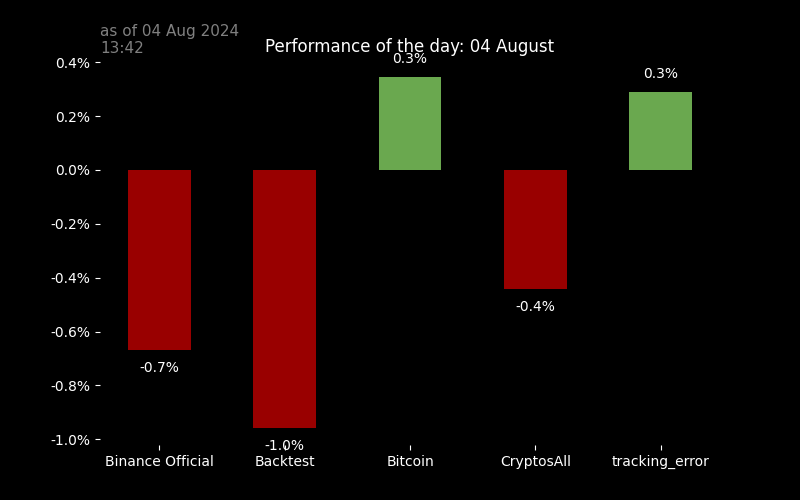 as of 04 Aug 2024
13:42
Performance of the day: 04 August
0.4%
0.2%
0.0%
-0.2%
-0.4%
-0.6%
-0.8%
-1.0%
-0.7%
-1.0%
0.3%
-0.4%
0.3%
Binance Official
Backtest
Bitcoin
CryptosAll
tracking_error